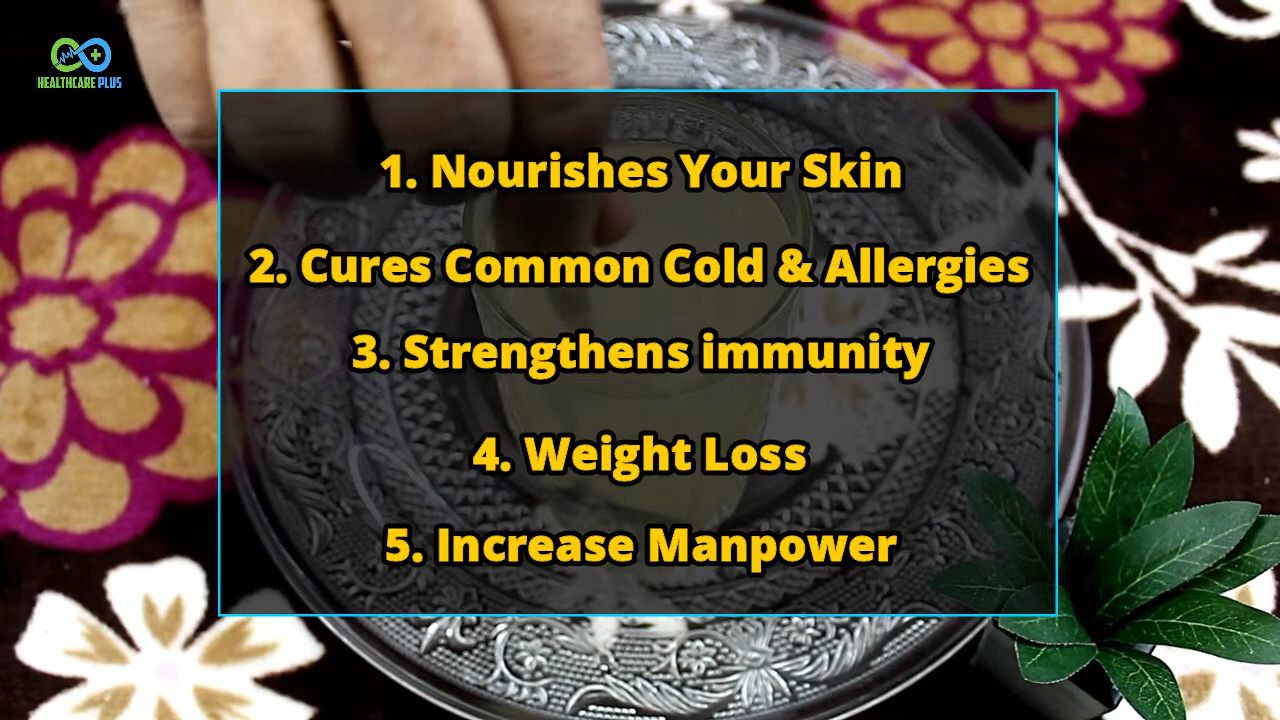 HEALTHCARE PLUS
1. Nourishes Your Skin
2. Cures Common Cold & Allergies
3. Strengthens immunity
4. Weight Loss
5. Increase Manpower